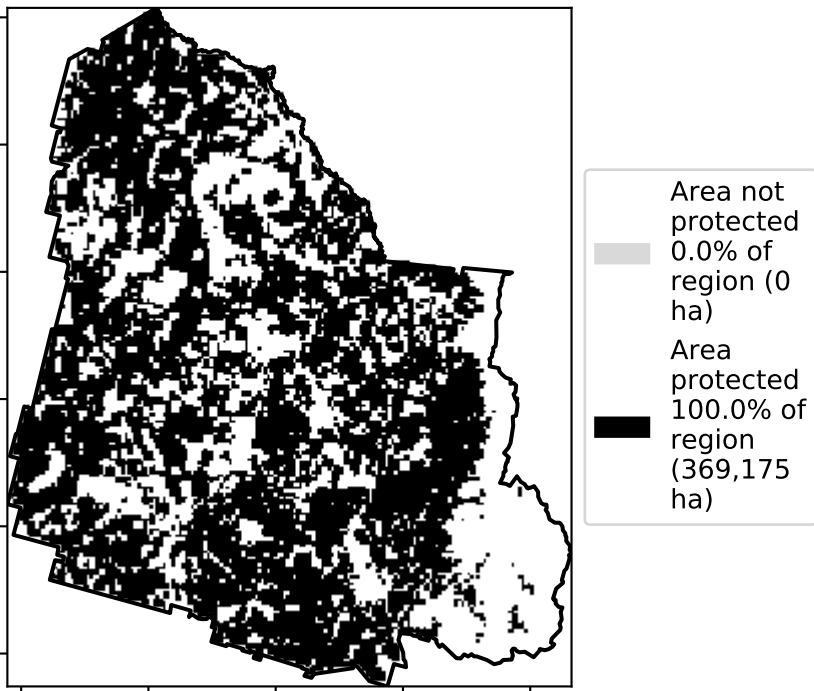 Area not
protected
0.0% of
region (0
ha)
Area
protected
100.0% of
region
(369,175
ha)